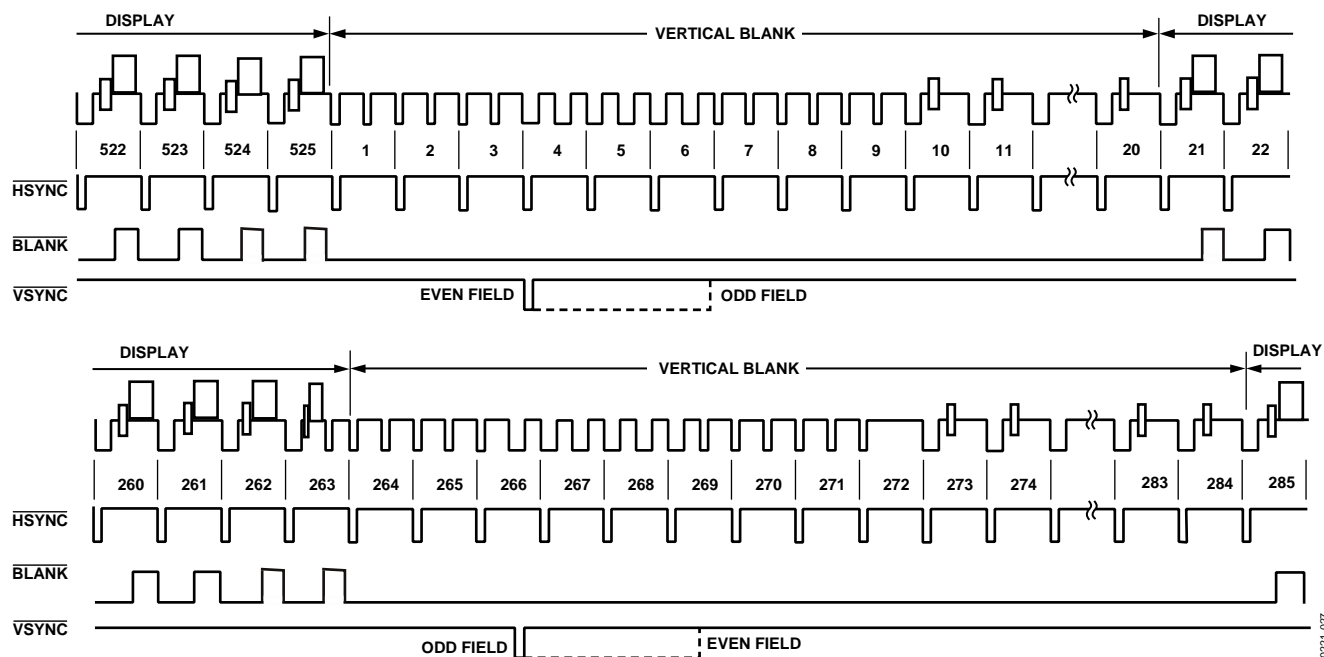 DISPLAY VERTICAL BLANK DISPLAY
522 523 524 525 1 2 3 4 5 6 7 8 9 10 11 20 21 22
HSYNC
BLANK
VSYNC
EVEN FIELD ODD FIELD
DISPLAY VERTICAL BLANK DISPLAY
260 261 262 263 264 265 266 267 268 269 270 271 272 273 274 283 284 285
HSYNC
BLANK
VSYNC
ODD FIELD EVEN FIELD